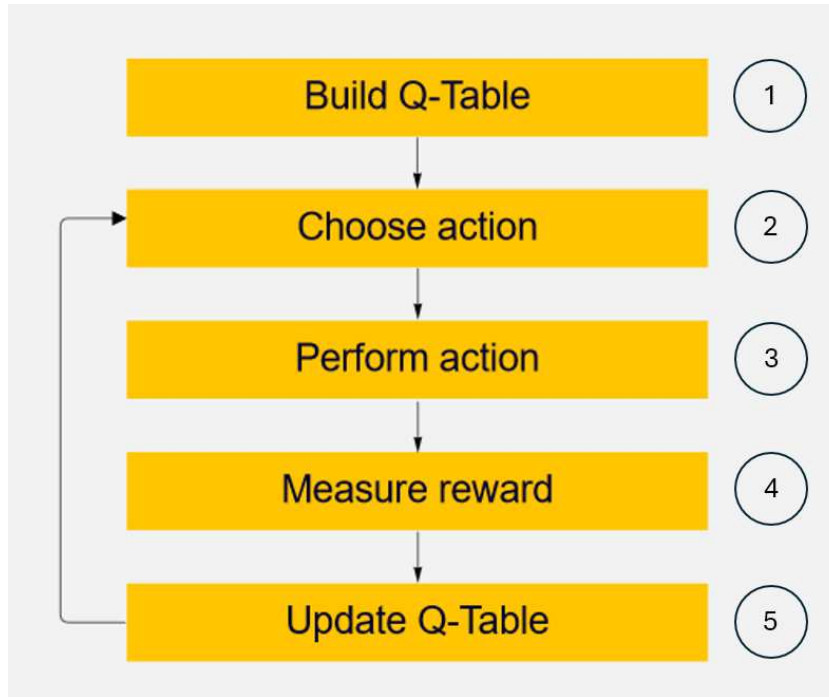 Build Q-Table
1
Choose action
2
Perform action
3
Measure reward
4
Update Q-Table
5